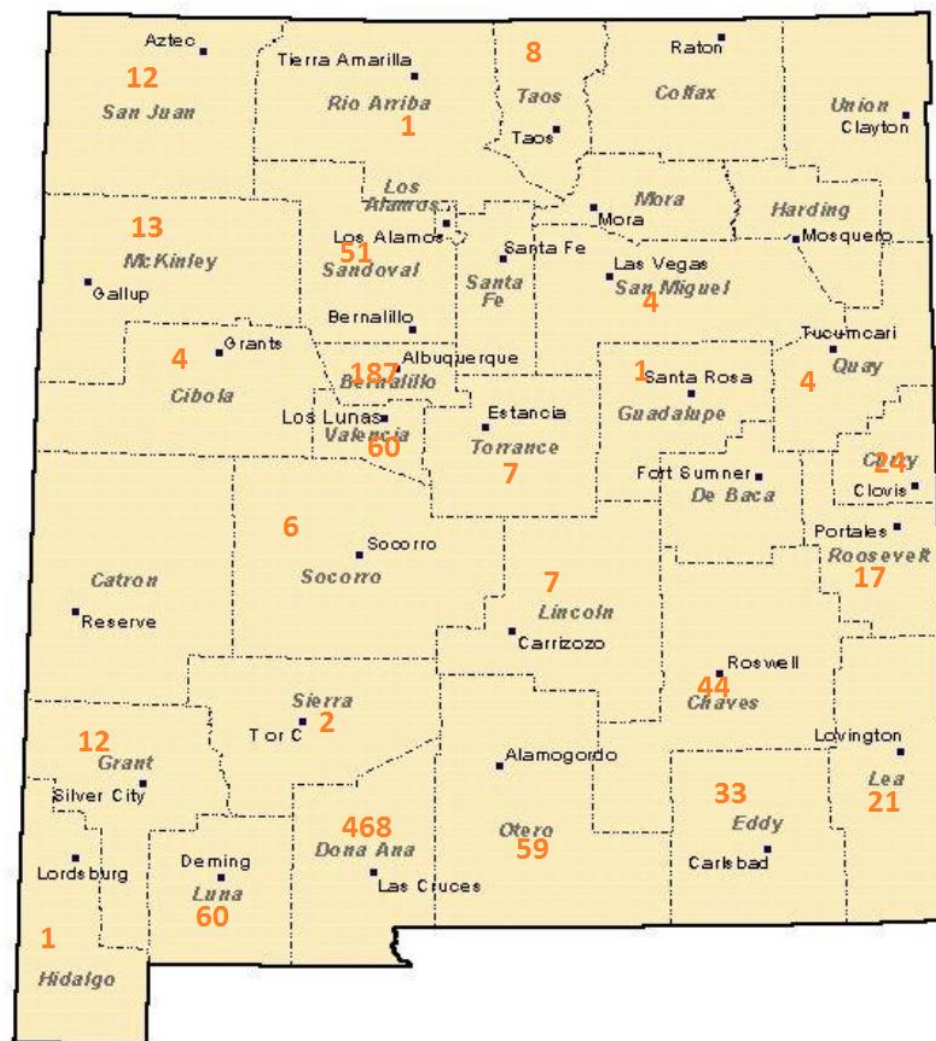 Aztec
12
San Juan
Tierra Amarilla
Rio Arriba
1
8
Taos
Taos
Raton
Colfax
Union
Clayton
Los
Alamos
Los Alamos
13
McKinley
Gallup
51
Sandoval
Bernalillo
Santa Fe
Santa
Fe
Mora
Mora
Harding
Mosquero
Las Vegas
San Miguel
4
Grants
4
Cibola
Albuquerque
187
Bernalillo
Los Lunas
Valencia
60
Estancia
Torrance
7
1
Santa Rosa
Guadalupe
Tucumcari
Quay
4
Fort Sumner
De Baca
Curry
24
Clovis
Portales
Roosevelt
17
Catron
Reserve
6
Socorro
Socorro
7
Lincoln
Carrizozo
Roswell
44
Chaves
Sierra
2
T or C
12
Grant
Silver City
Alamogordo
Otero
59
Lovington
Lea
21
33
Eddy
Carlsbad
468
Dona Ana
Las Cruces
Deming
Luna
60
Lordsburg
1
Hidalgo